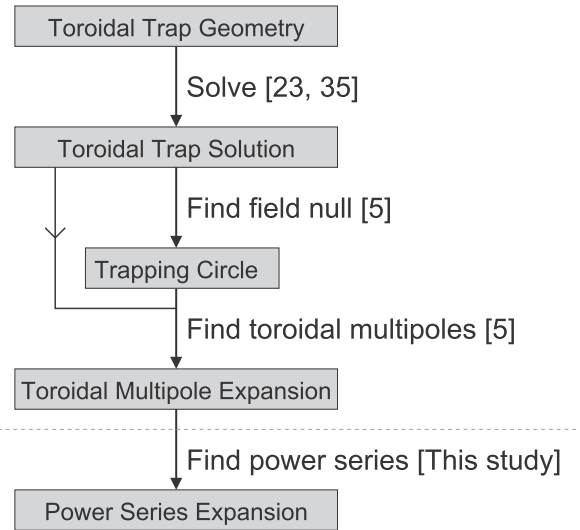 Toroidal Trap Geometry
Solve [23, 35]
Toroidal Trap Solution
Find field null [5]
Trapping Circle
Find toroidal multipoles [5]
Toroidal Multipole Expansion
Find power series [This study]
Power Series Expansion